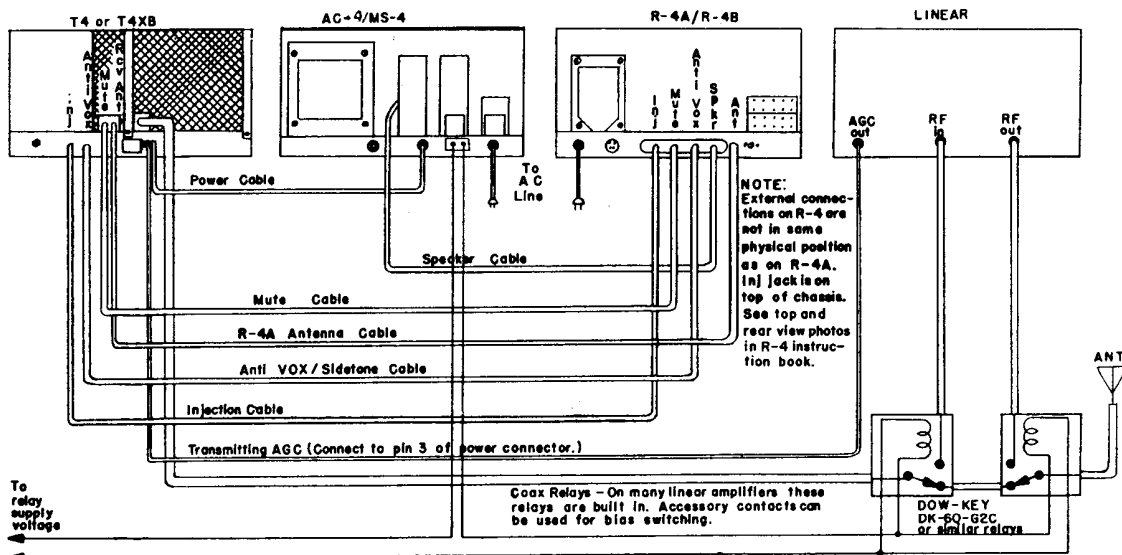 T4 or T4XB
AC-4/MS-4
R-4A/R-4B
LINEAR
Inj
Anti Vox
Mute
Rcv Ant
Inj
Mute
Anti Vox
Spkr
Ant
AGC out
RF in
RF out
Power Cable
To
AC
Line
NOTE:
External connec-
tions on R-4 are
not in same
physical position
as on R-4A.
Inj jack is on
top of chassis.
See top and
rear view photos
in R-4 instruc-
tion book.
Speaker Cable
Mute Cable
R-4A Antenna Cable
Anti VOX/Sidetone Cable
Injection Cable
ANT
Transmitting AGC (Connect to pin 3 of power connector.)
To
relay
supply
voltage
Coax Relays - On many linear amplifiers these
relays are built in. Accessory contacts can
be used for bias switching.
DOW-KEY
DK-60-G2C
or similar relays